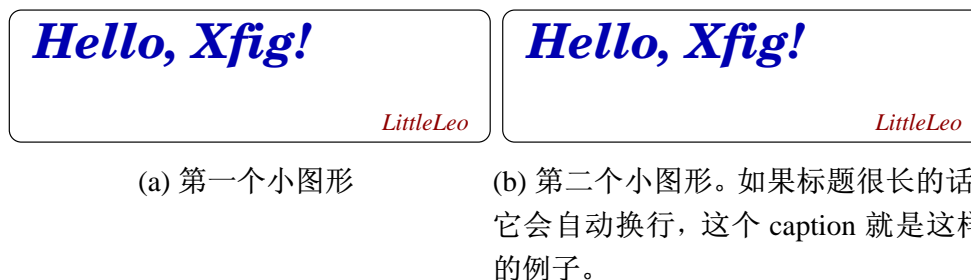 Hello, Xfig!
LittleLeo
Hello, Xfig!
LittleLeo
(a) 第一个小图形
(b) 第二个小图形。如果标题很长的话
它会自动换行，这个 caption 就是这样
的例子。